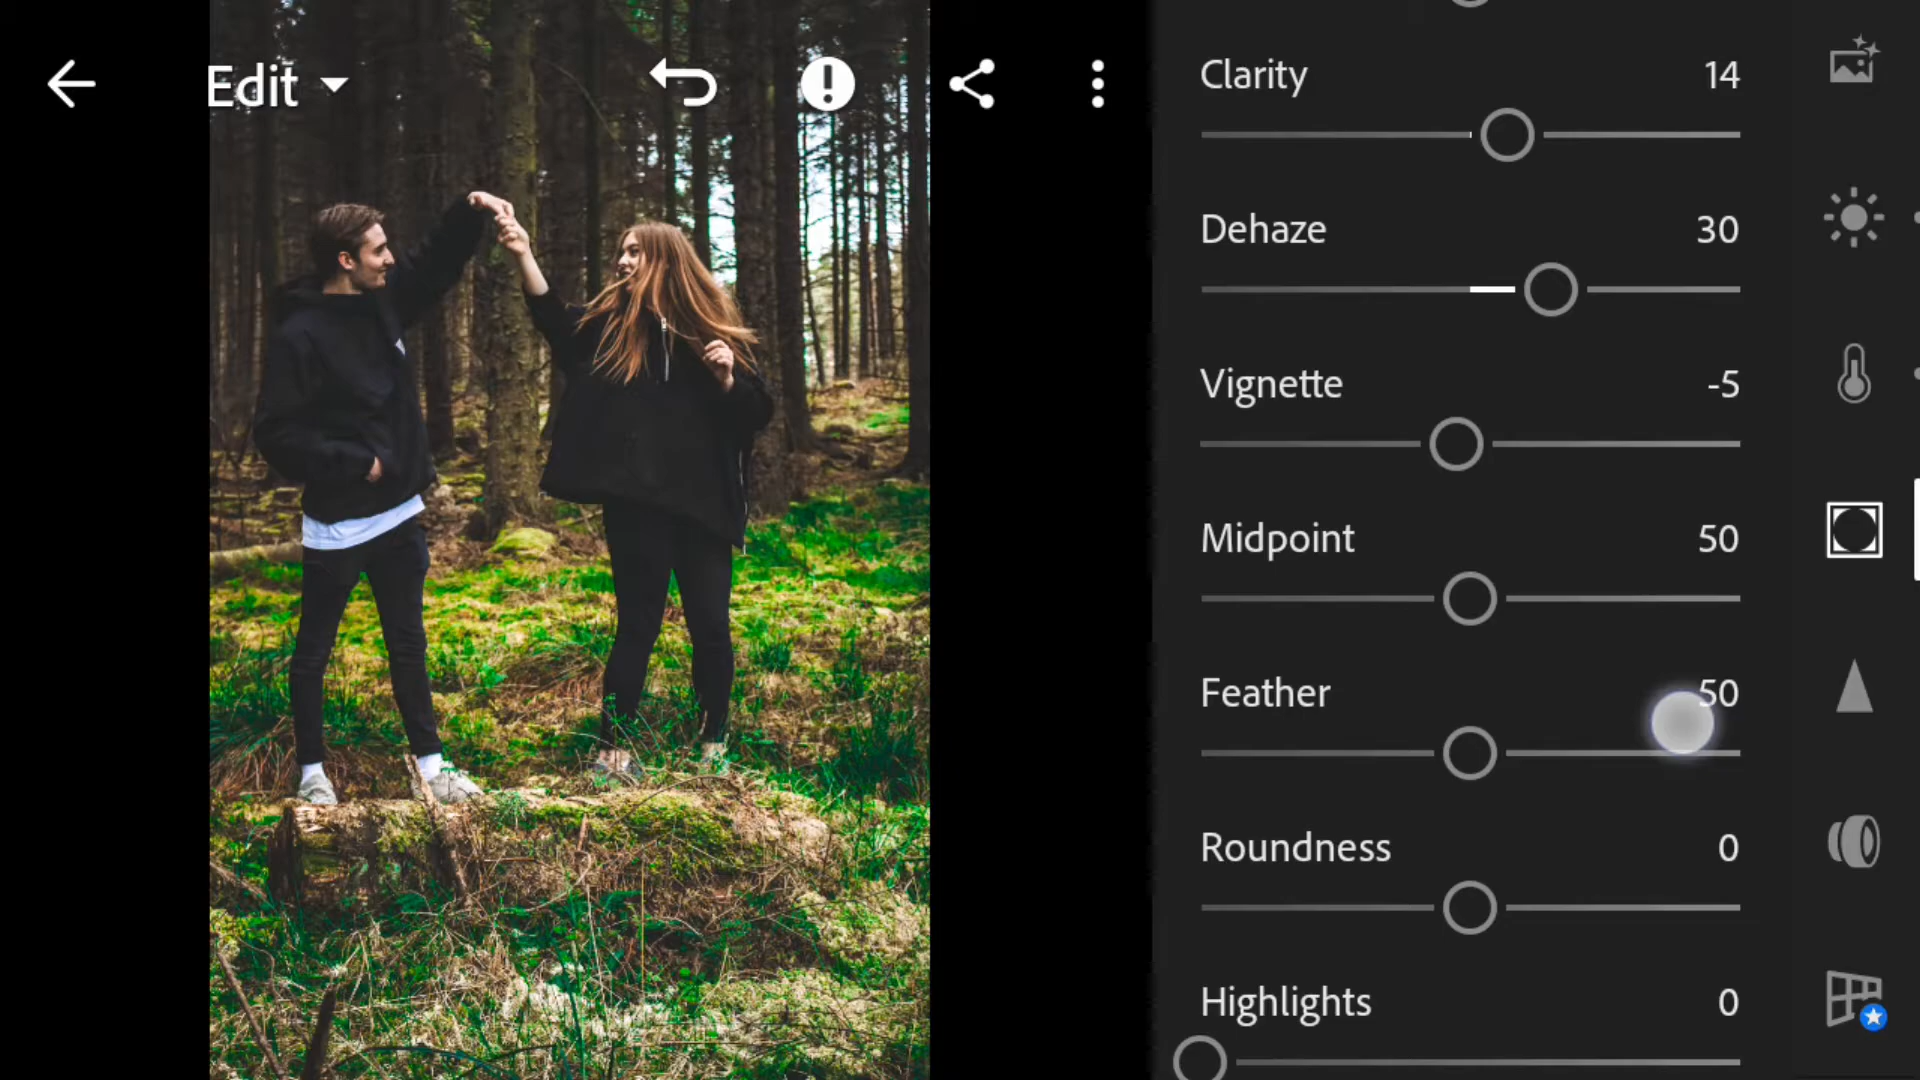 Edit
Clarity 14
Dehaze 30
Vignette -5
Midpoint 50
Feather 50
Roundness 0
Highlights 0